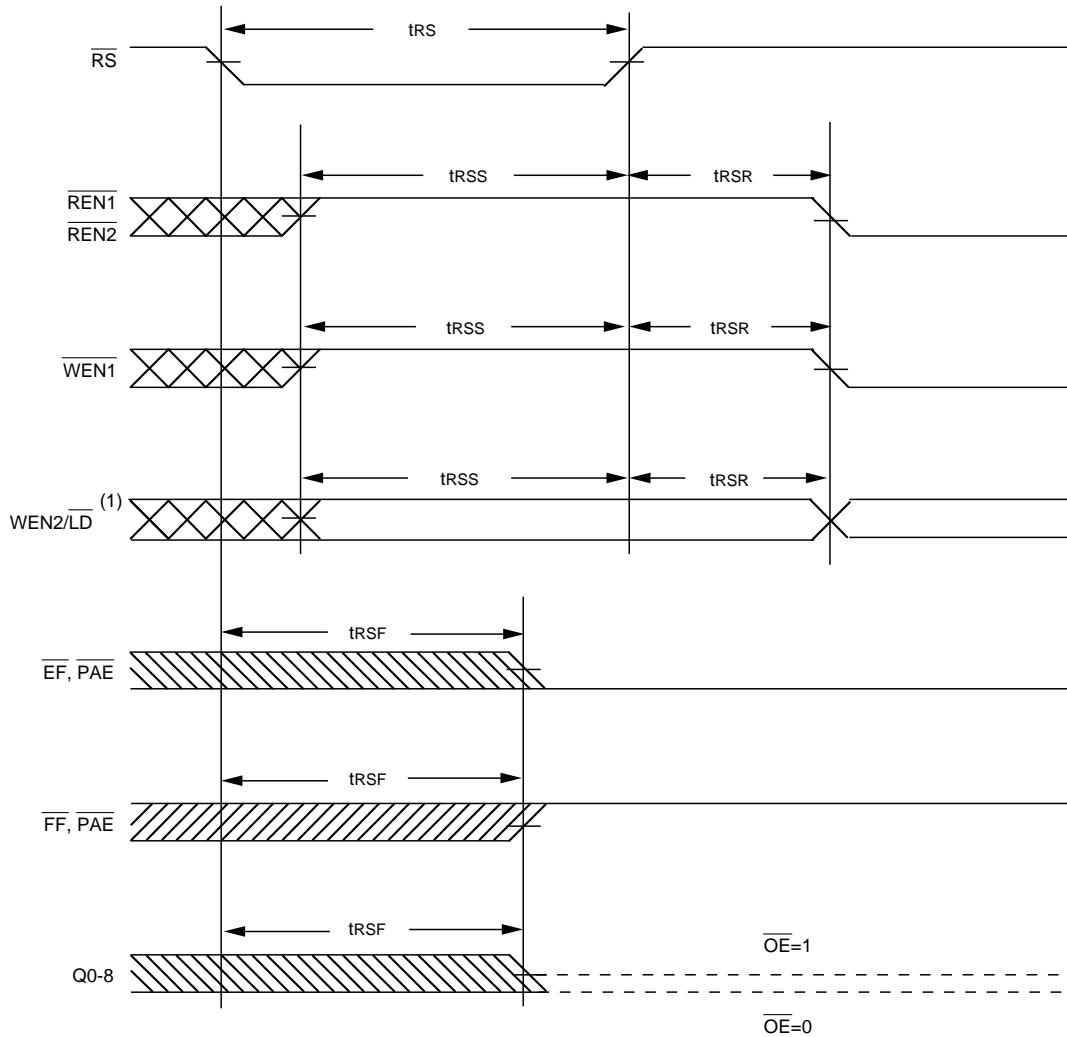 tRS
RS
tRSS
tRSR
REN1
REN2
tRSS
tRSR
WEN1
tRSS
tRSR
(1)
WEN2/LD
tRSF
EF, PAE
tRSF
FF, PAE
tRSF
OE=1
Q0-8
OE=0